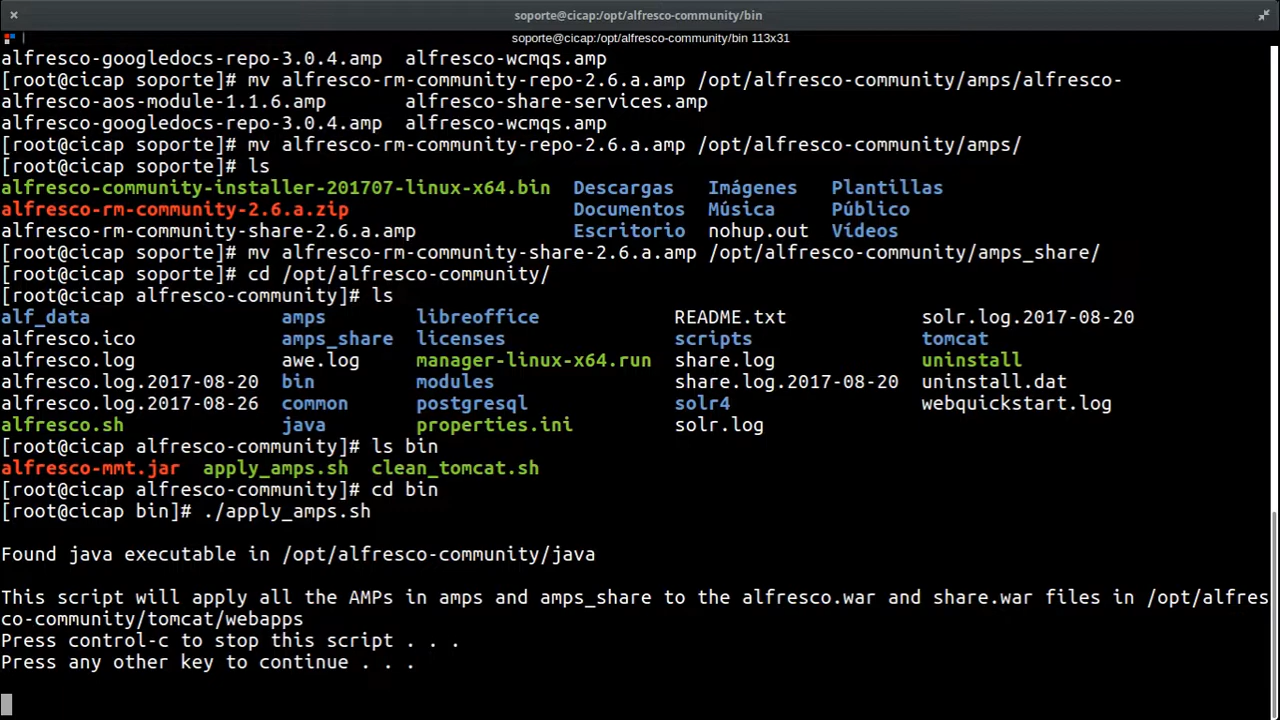 soporte@cicap:/opt/alfresco-community/bin
soporte@cicap:/opt/alfresco-community/bin 113x31
alfresco-googledocs-repo-3.0.4.amp  alfresco-wcmqs.amp
[root@cicap soporte]# mv alfresco-rm-community-repo-2.6.a.amp /opt/alfresco-community/amps/alfresco-
alfresco-aos-module-1.1.6.amp       alfresco-share-services.amp
alfresco-googledocs-repo-3.0.4.amp  alfresco-wcmqs.amp
[root@cicap soporte]# mv alfresco-rm-community-repo-2.6.a.amp /opt/alfresco-community/amps/
[root@cicap soporte]# ls
alfresco-community-installer-201707-linux-x64.bin  Descargas   Imágenes   Plantillas
alfresco-rm-community-2.6.a.zip                    Documentos  Música     Público
alfresco-rm-community-share-2.6.a.amp              Escritorio  nohup.out  Vídeos
[root@cicap soporte]# mv alfresco-rm-community-share-2.6.a.amp /opt/alfresco-community/amps_share/
[root@cicap soporte]# cd /opt/alfresco-community/
[root@cicap alfresco-community]# ls
alf_data                 amps        libreoffice            README.txt            solr.log.2017-08-20
alfresco.ico             amps_share  licenses               scripts               tomcat
alfresco.log             awe.log     manager-linux-x64.run  share.log             uninstall
alfresco.log.2017-08-20  bin         modules                share.log.2017-08-20  uninstall.dat
alfresco.log.2017-08-26  common      postgresql             solr4                 webquickstart.log
alfresco.sh              java        properties.ini         solr.log
[root@cicap alfresco-community]# ls bin
alfresco-mmt.jar  apply_amps.sh  clean_tomcat.sh
[root@cicap alfresco-community]# cd bin
[root@cicap bin]# ./apply_amps.sh
Found java executable in /opt/alfresco-community/java
This script will apply all the AMPs in amps and amps_share to the alfresco.war and share.war files in /opt/alfres
co-community/tomcat/webapps
Press control-c to stop this script . . .
Press any other key to continue . . .